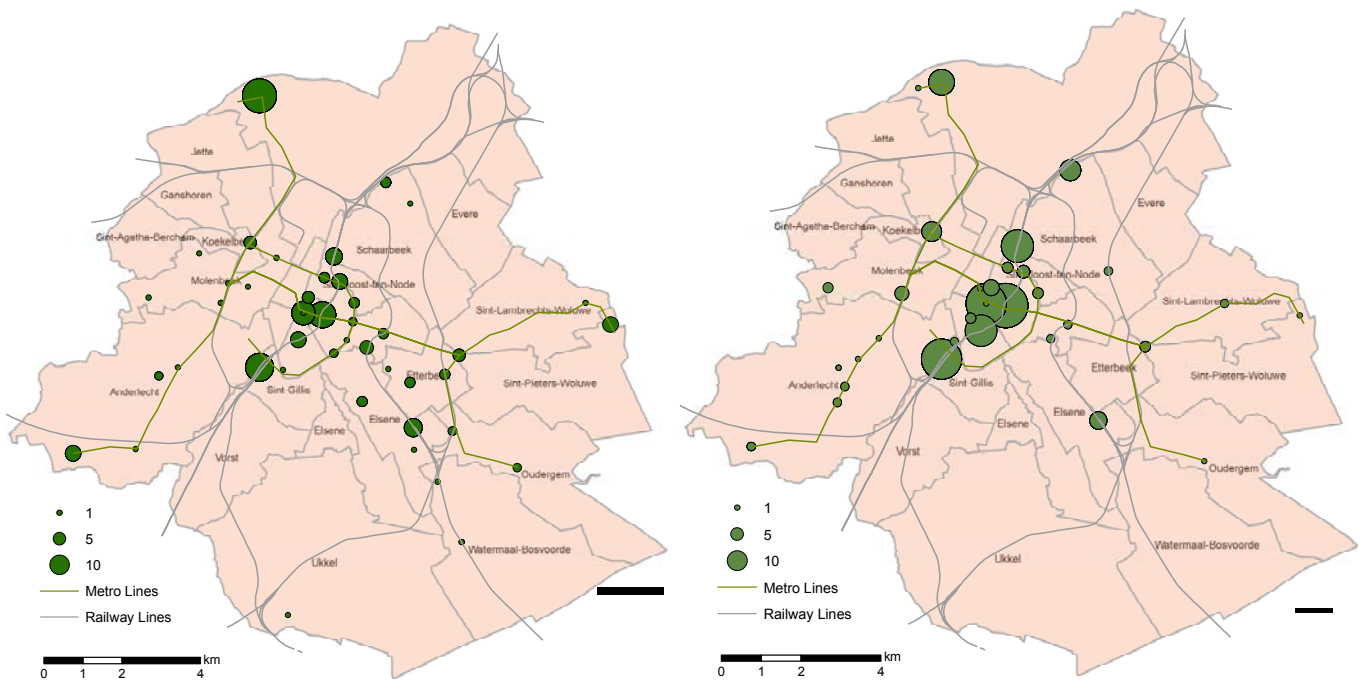 Jette
Ganshoren
Evere
Sint-Agatha-Berchem
Koekelberg
Schaarbeek
Molenbeek
Sint-Joost-ten-Node
Sint-Lambrechts-Woluwe
Anderlecht
Sint-Gillis
Etterbeek
Sint-Pieters-Woluwe
Elsene
Elsene
Vorst
Oudergem
Watermaal-Bosvoorde
Ukkel
1
5
10
Metro Lines
Railway Lines
km
0 1 2 4
Jette
Ganshoren
Evere
Sint-Agatha-Berchem
Koekelberg
Schaarbeek
Molenbeek
Sint-Joost-ten-Node
Sint-Lambrechts-Woluwe
Anderlecht
Sint-Gillis
Etterbeek
Sint-Pieters-Woluwe
Elsene
Elsene
Vorst
Oudergem
Watermaal-Bosvoorde
Ukkel
1
5
10
Metro Lines
Railway Lines
km
0 1 2 4